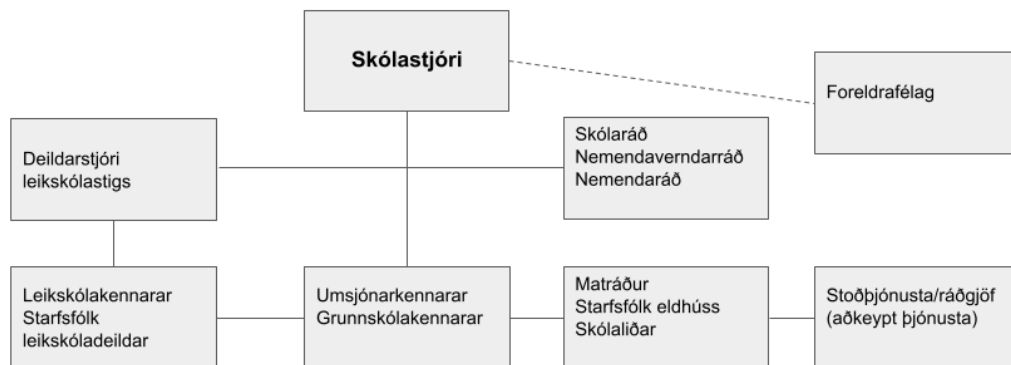 Skólastjóri
Foreldrafélag
Deildarstjóri
leikskólastigs
Skólaráð
Nemendaverndarráð
Nemendaráð
Leikskólakennarar
Starfsfólk
leikskóladeildar
Umsjónarkennarar
Grunnskólakennarar
Matráður
Starfsfólk eldhúss
Skólaliðar
Stoðþjónusta/ráðgjöf
(aðkeypt þjónusta)